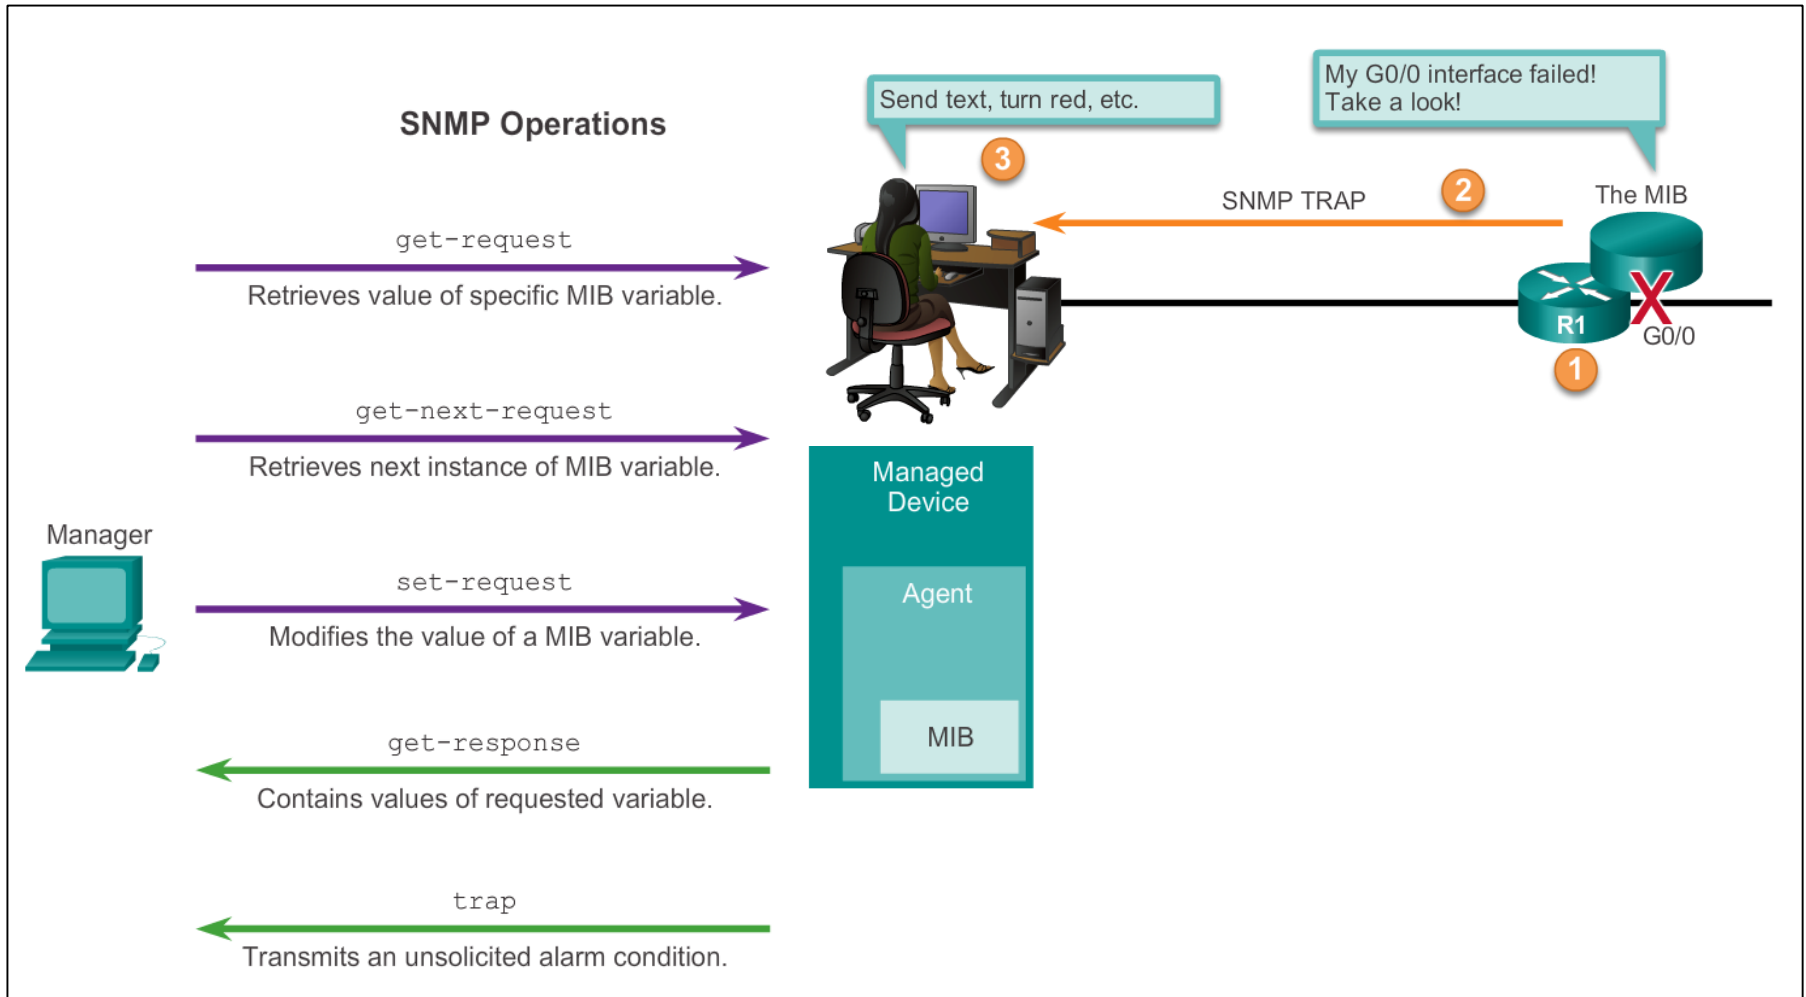 SNMP Operations
get-request
Retrieves value of specific MIB variable.
get-next-request
Retrieves next instance of MIB variable.
Manager
set-request
Modifies the value of a MIB variable.
get-response
Contains values of requested variable.
trap
Transmits an unsolicited alarm condition.
Send text, turn red, etc.
3
My G0/0 interface failed!
Take a look!
SNMP TRAP
2
The MIB
R1
G0/0
1
Managed
Device
Agent
MIB